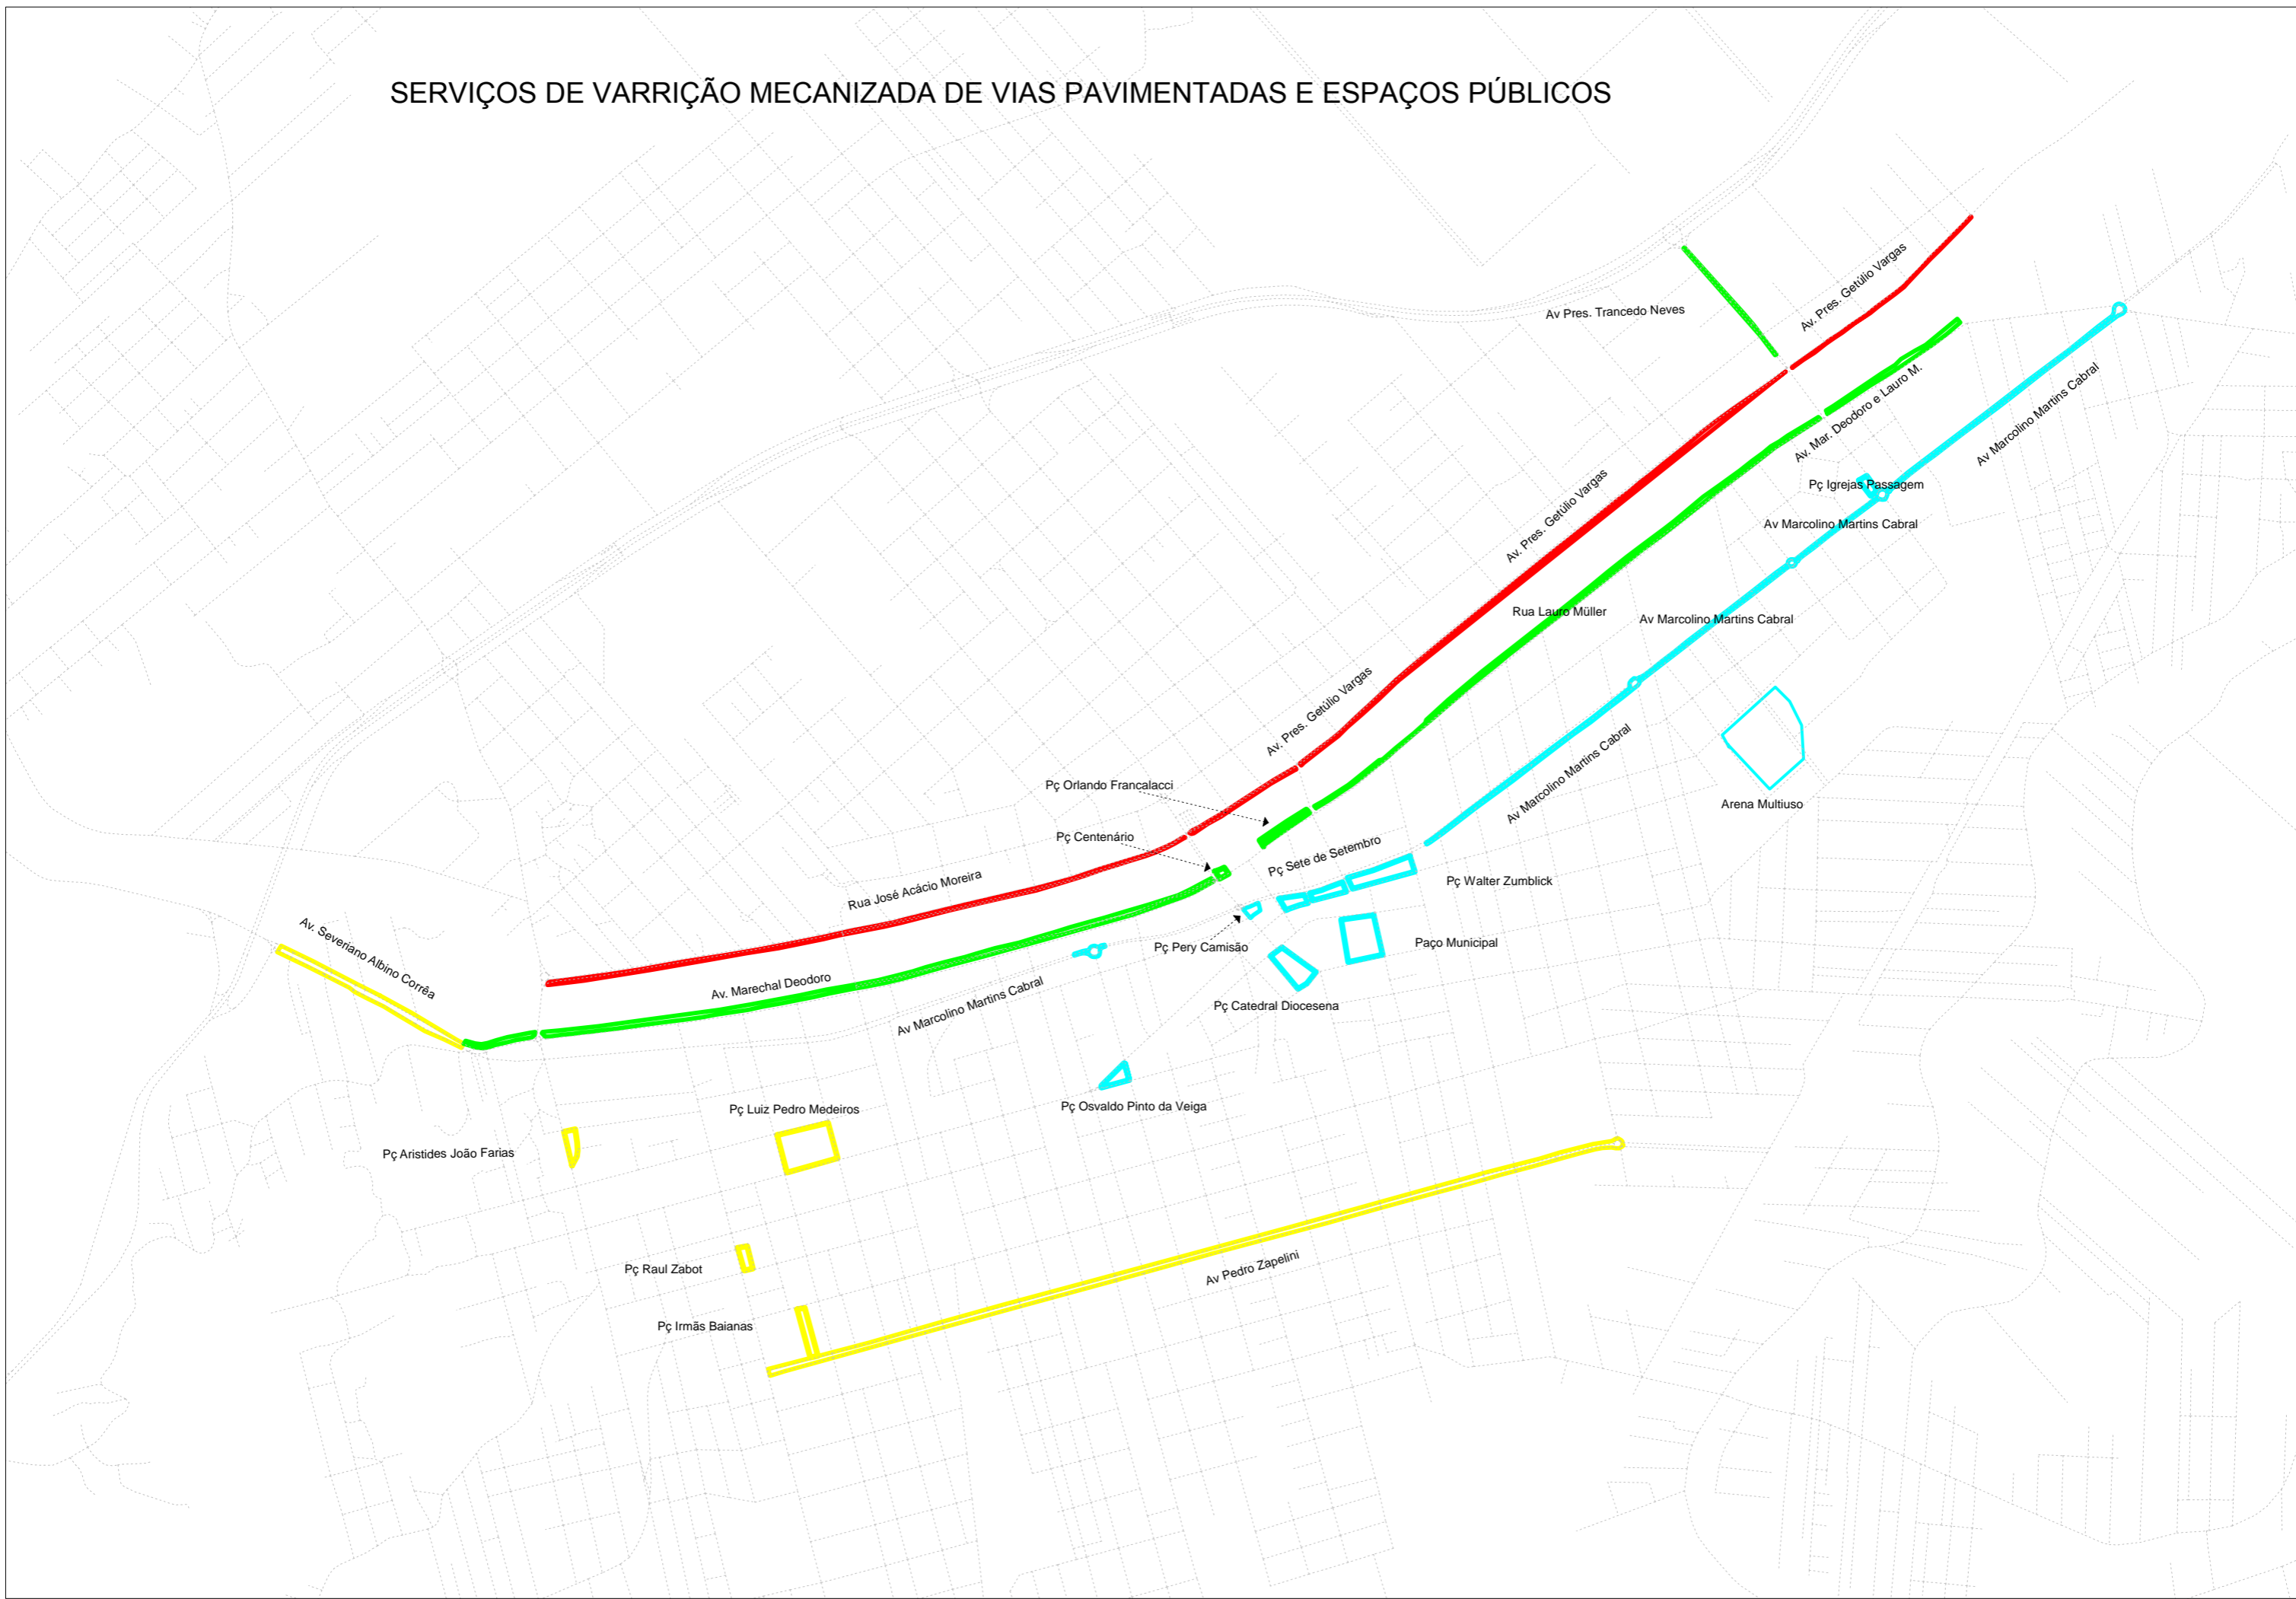 SERVIÇOS DE VARRIÇÃO MECANIZADA DE VIAS PAVIMENTADAS E ESPAÇOS PÚBLICOS
Av. Pres. Getúlio Vargas
Av Pres. Trancedo Neves
Av. Mar. Deodoro e Lauro M.
Av Marcolino Martins Cabral
Pç Igrejas Passagem
Av. Pres. Getúlio Vargas
Av Marcolino Martins Cabral
Rua Lauro Müller
Av Marcolino Martins Cabral
Av. Pres. Getúlio Vargas
Av Marcolino Martins Cabral
Pç Orlando Francalacci
Arena Multiuso
Pç Centenário
Pç Sete de Setembro
Rua José Acácio Moreira
Pç Walter Zumblick
Av. Severiano Albino Corrêa
Pç Pery Camisão
Paço Municipal
Av. Marechal Deodoro
Av Marcolino Martins Cabral
Pç Catedral Diocesena
Pç Luiz Pedro Medeiros
Pç Osvaldo Pinto da Veiga
Pç Aristides João Farias
Pç Raul Zabot
Av Pedro Zapelini
Pç Irmãs Baianas